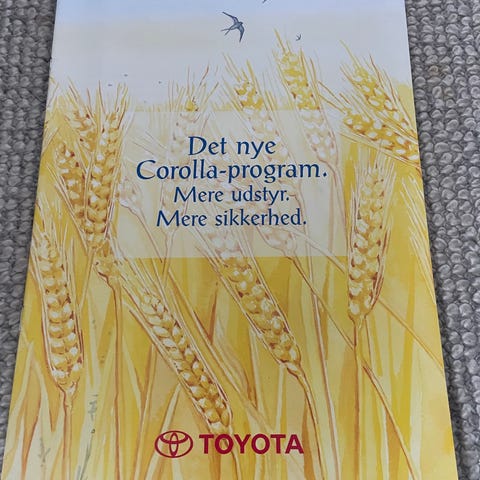 Det nye
Corolla-program.
Mere udstyr.
Mere sikkerhed.
TOYOTA